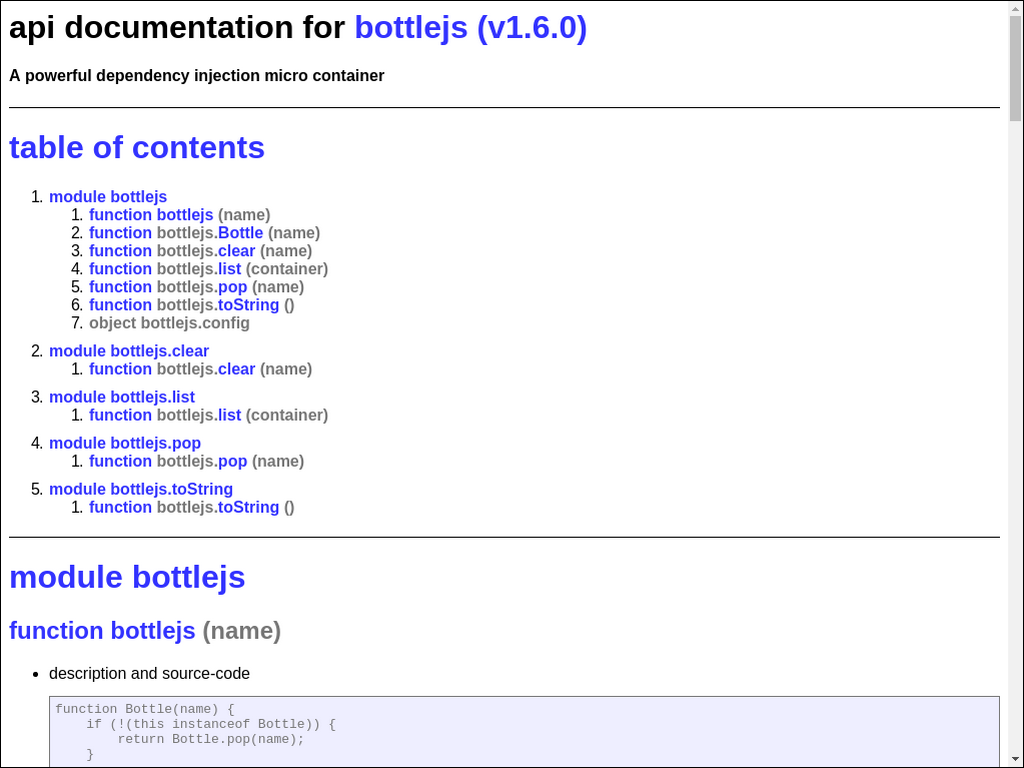 api documentation for bottlejs (v1.6.0)
A powerful dependency injection micro container
table of contents
1. module bottlejs
1. function bottlejs (name)
2. function bottlejs.Bottle (name)
3. function bottlejs.clear (name)
4. function bottlejs.list (container)
5. function bottlejs.pop (name)
6. function bottlejs.toString ()
7. object bottlejs.config
2. module bottlejs.clear
1. function bottlejs.clear (name)
3. module bottlejs.list
1. function bottlejs.list (container)
4. module bottlejs.pop
1. function bottlejs.pop (name)
5. module bottlejs.toString
1. function bottlejs.toString ()
module bottlejs
function bottlejs (name)
• description and source-code
function Bottle(name) {
    if (!(this instanceof Bottle)) {
        return Bottle.pop(name);
    }